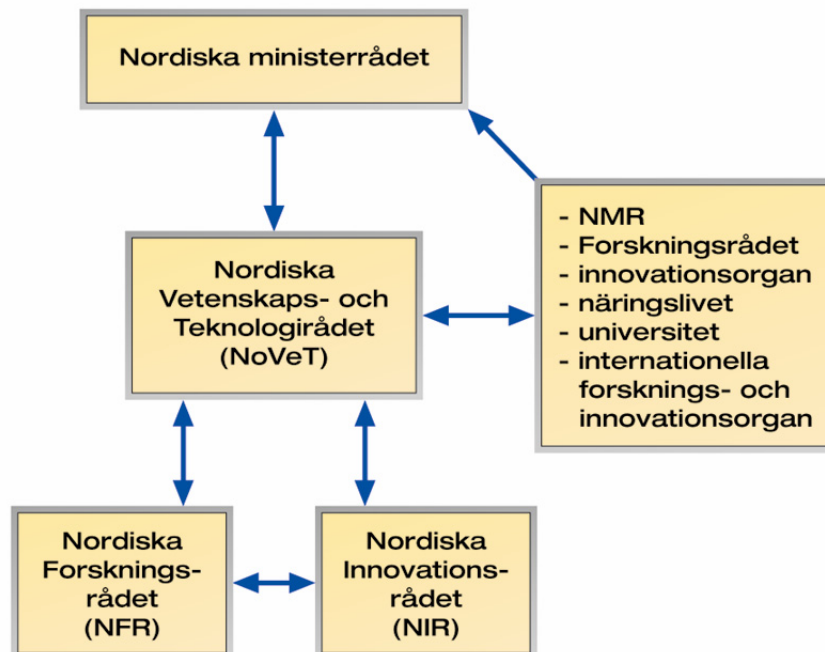 Nordiska ministerrådet
- NMR
- Forskningsrådet
- innovationsorgan
- näringslivet
- universitet
- internationella
forsknings- och
innovationsorgan
Nordiska
Vetenskaps- och
Teknologirådet
(NoVeT)
Nordiska
Forsknings-
rådet
(NFR)
Nordiska
Innovations-
rådet
(NIR)